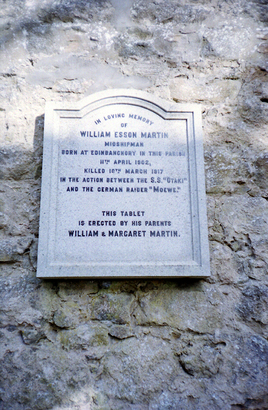 IN LOVING MEMORY
OF
WILLIAM ESSON MARTIN
MIDSHIPMAN
BORN AT EDINBANCHORY IN THIS PARISH
11TH APRIL 1902,
KILLED 10TH MARCH 1917
IN THE ACTION BETWEEN THE S.S. "OTAKI"
AND THE GERMAN RAIDER "MOEWE."
THIS TABLET
IS ERECTED BY HIS PARENTS
WILLIAM & MARGARET MARTIN.